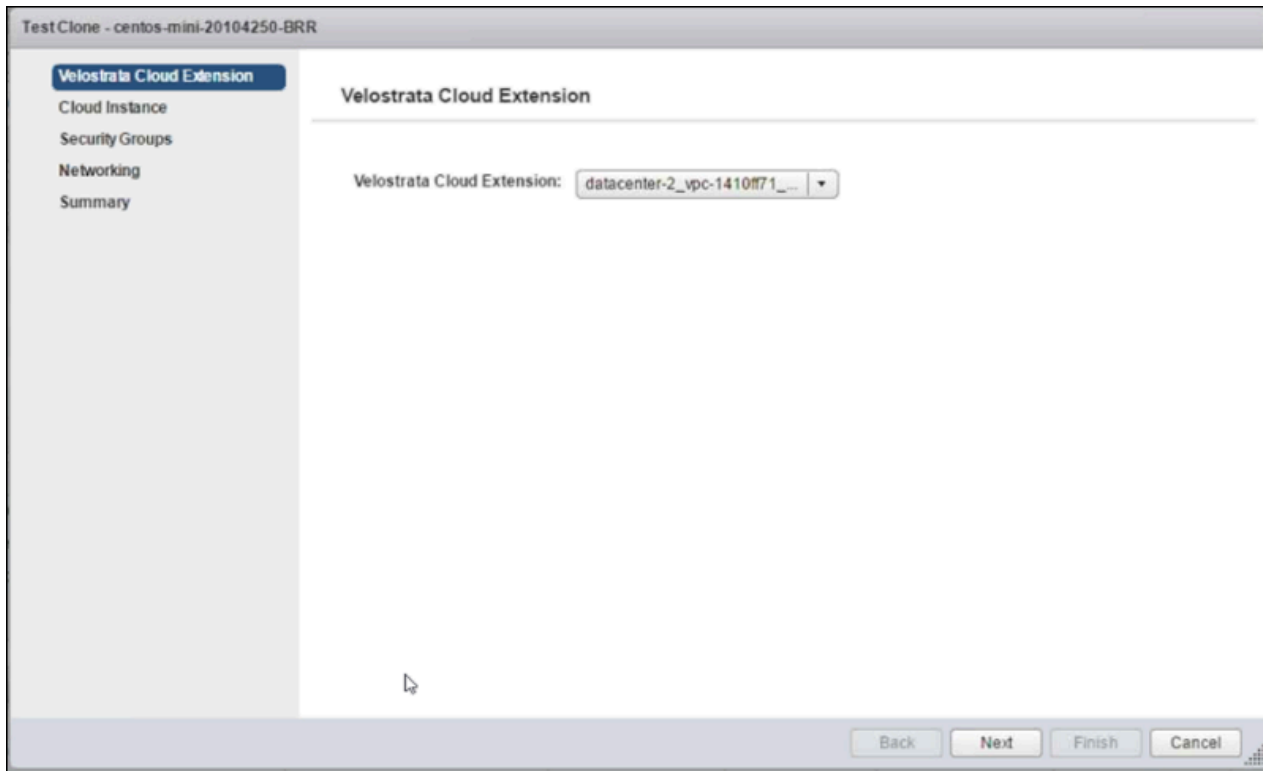 Test Clone - centos-mini-20104250-BRR
Velostrata Cloud Extension
Cloud Instance
Security Groups
Networking
Summary
Velostrata Cloud Extension
Velostrata Cloud Extension: datacenter-2_vpc-1410ff71_...
Back Next Finish Cancel